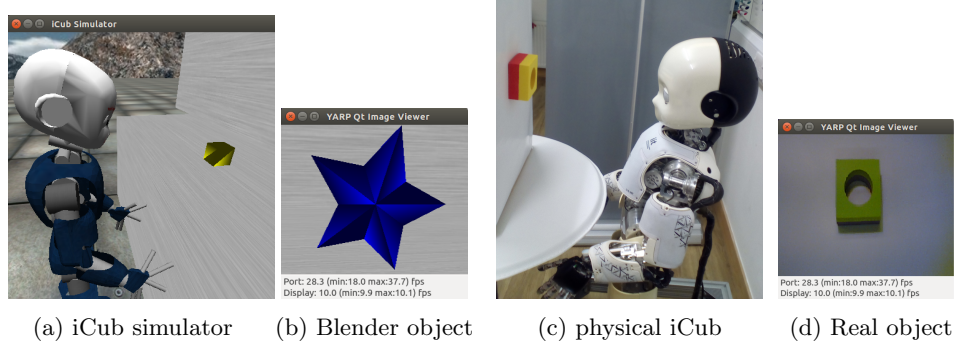 iCub Simulator
YARP Qt Image Viewer
Port: 28.3 (min:18.0 max:37.7) fps
Display: 10.0 (min:9.9 max:10.1) fps
YARP Qt Image Viewer
Port: 28.3 (min:18.0 max:37.7) fps
Display: 10.0 (min:9.9 max:10.1) fps
(a) iCub simulator
(b) Blender object
(c) physical iCub
(d) Real object